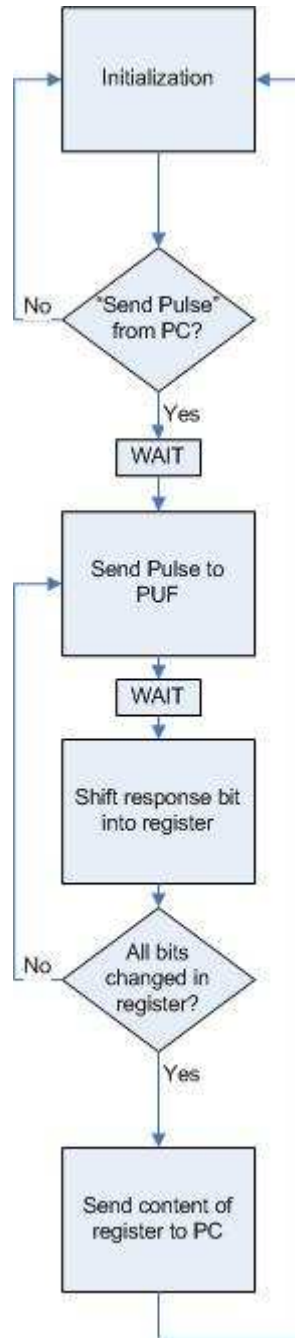 Initialization
"Send Pulse"
from PC?
No
Yes
WAIT
Send Pulse to
PUF
WAIT
Shift response bit
into register
All bits
changed in
register?
No
Yes
Send content of
register to PC